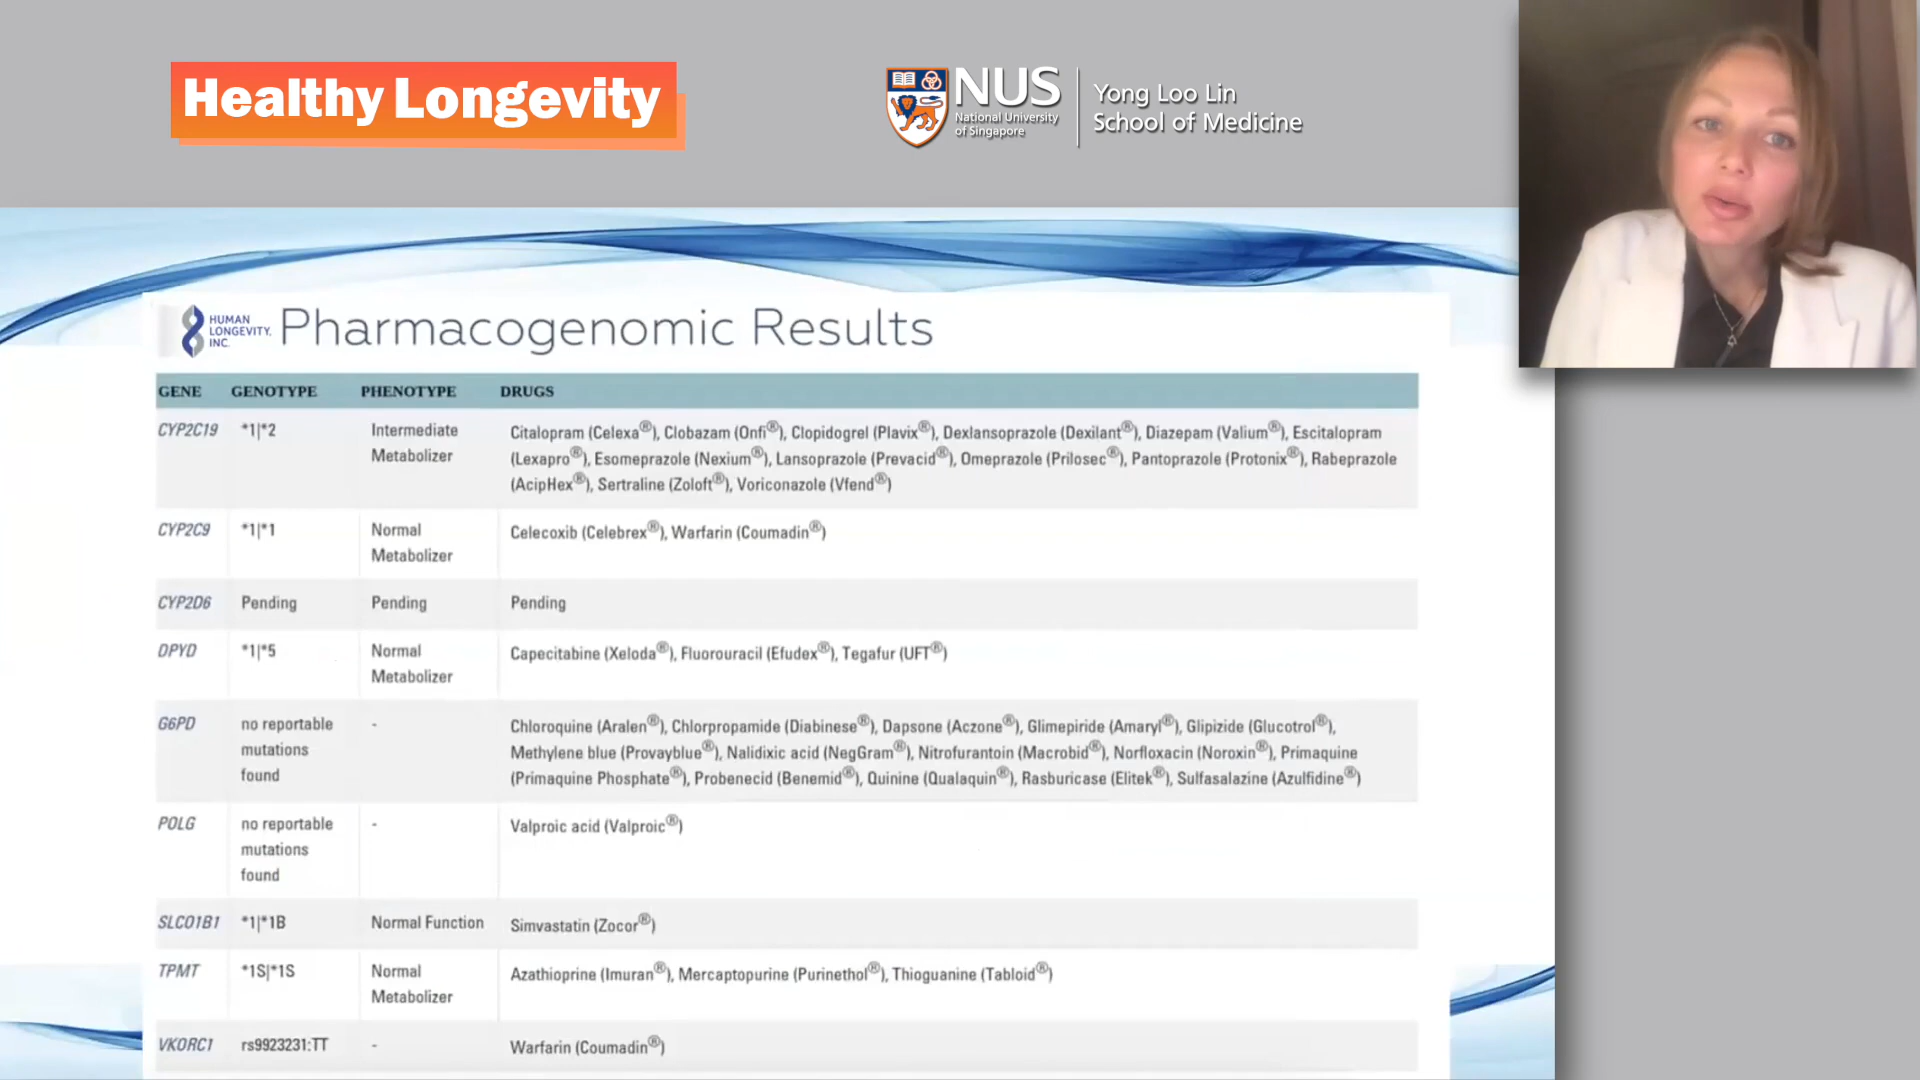 Healthy Longevity
NUS
National University
of Singapore
Yong Loo Lin
School of Medicine
HUMAN
LONGEVITY.
INC.
Pharmacogenomic Results
GENE GENOTYPE PHENOTYPE DRUGS
CYP2C19 *1|*2 Intermediate Metabolizer Citalopram (Celexa®), Clobazam (Onfi®), Clopidogrel (Plavix®), Dexlansoprazole (Dexilant®), Diazepam (Valium®), Escitalopram
(Lexapro®), Esomeprazole (Nexium®), Lansoprazole (Prevacid®), Omeprazole (Prilosec®), Pantoprazole (Protonix®), Rabeprazole
(AcipHex®), Sertraline (Zoloft®), Voriconazole (Vfend®)
CYP2C9 *1|*1 Normal Metabolizer Celecoxib (Celebrex®), Warfarin (Coumadin®)
CYP2D6 Pending Pending Pending
DPYD *1|*5 Normal Metabolizer Capecitabine (Xeloda®), Fluorouracil (Efudex®), Tegafur (UFT®)
G6PD no reportable mutations found - Chloroquine (Aralen®), Chlorpropamide (Diabinese®), Dapsone (Aczone®), Glimepiride (Amaryl®), Glipizide (Glucotrol®),
Methylene blue (Provayblue®), Nalidixic acid (NegGram®), Nitrofurantoin (Macrobid®), Norfloxacin (Noroxin®), Primaquine
(Primaquine Phosphate®), Probenecid (Benemid®), Quinine (Qualaquin®), Rasburicase (Elitek®), Sulfasalazine (Azulfidine®)
POLG no reportable mutations found - Valproic acid (Valproic®)
SLCO1B1 *1|*1B Normal Function Simvastatin (Zocor®)
TPMT *1S|*1S Normal Metabolizer Azathioprine (Imuran®), Mercaptopurine (Purinethol®), Thioguanine (Tabloid®)
VKORC1 rs9923231:TT - Warfarin (Coumadin®)